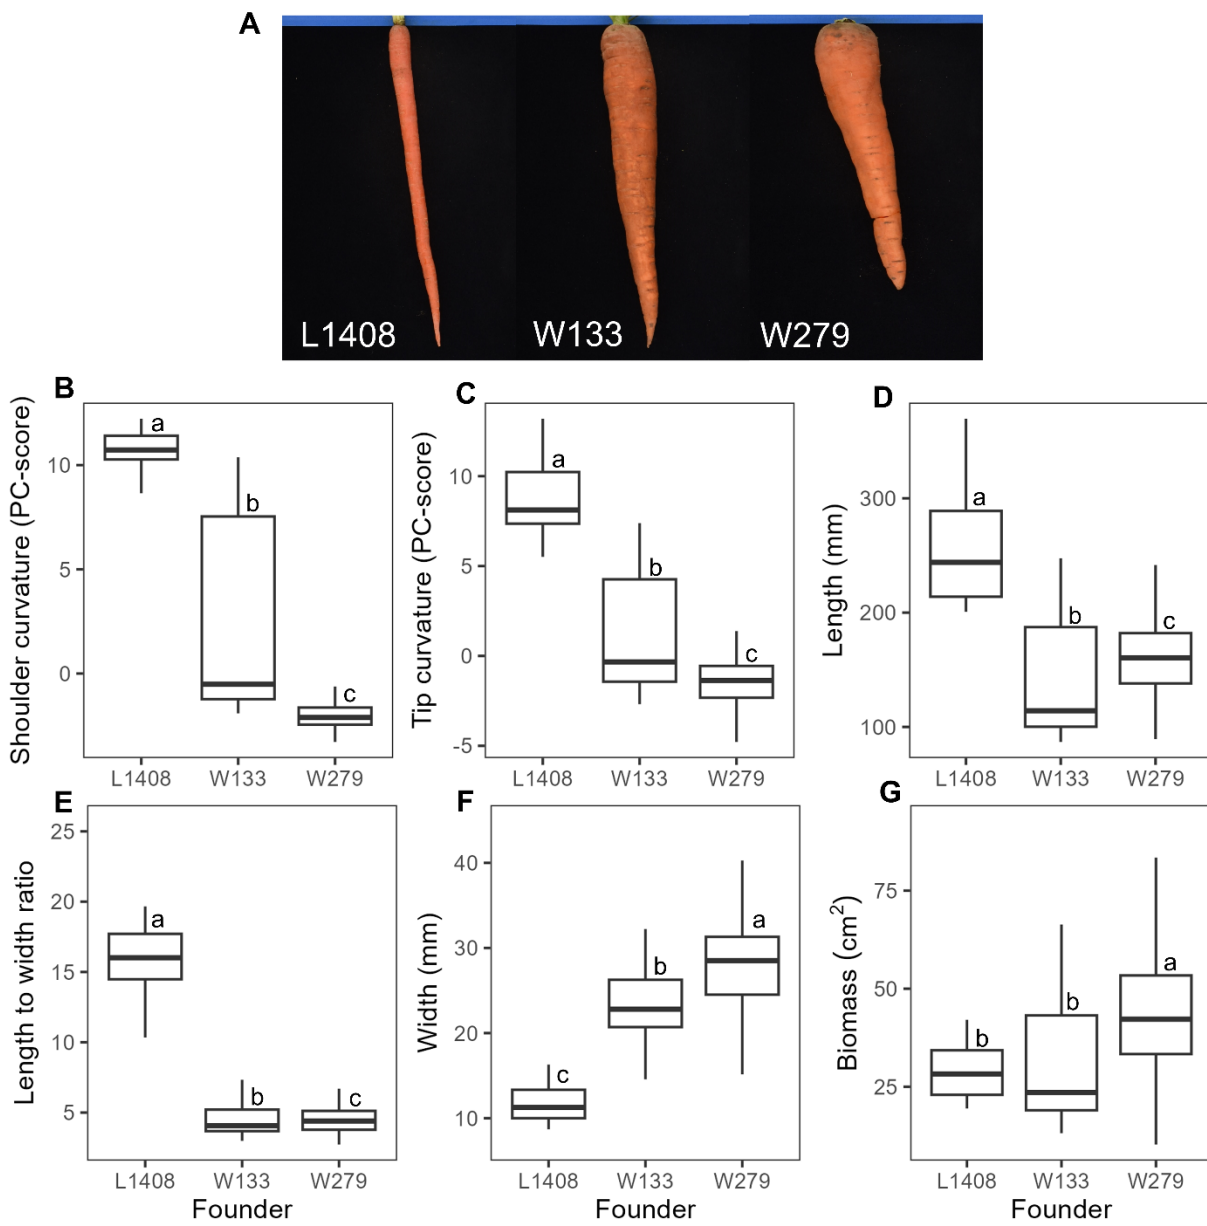 A
L1408 W133 W279
B
Shoulder curvature (PC-score)
10
5
0
a
b
c
L1408 W133 W279
C
Tip curvature (PC-score)
10
5
0
-5
a
b
c
L1408 W133 W279
D
Length (mm)
300
200
100
a
b
c
L1408 W133 W279
E
Length to width ratio
25
20
15
10
5
a
b
c
L1408 W133 W279
Founder
F
Width (mm)
40
30
20
10
c
b
a
L1408 W133 W279
Founder
G
Biomass (cm²)
75
50
25
b
b
a
L1408 W133 W279
Founder